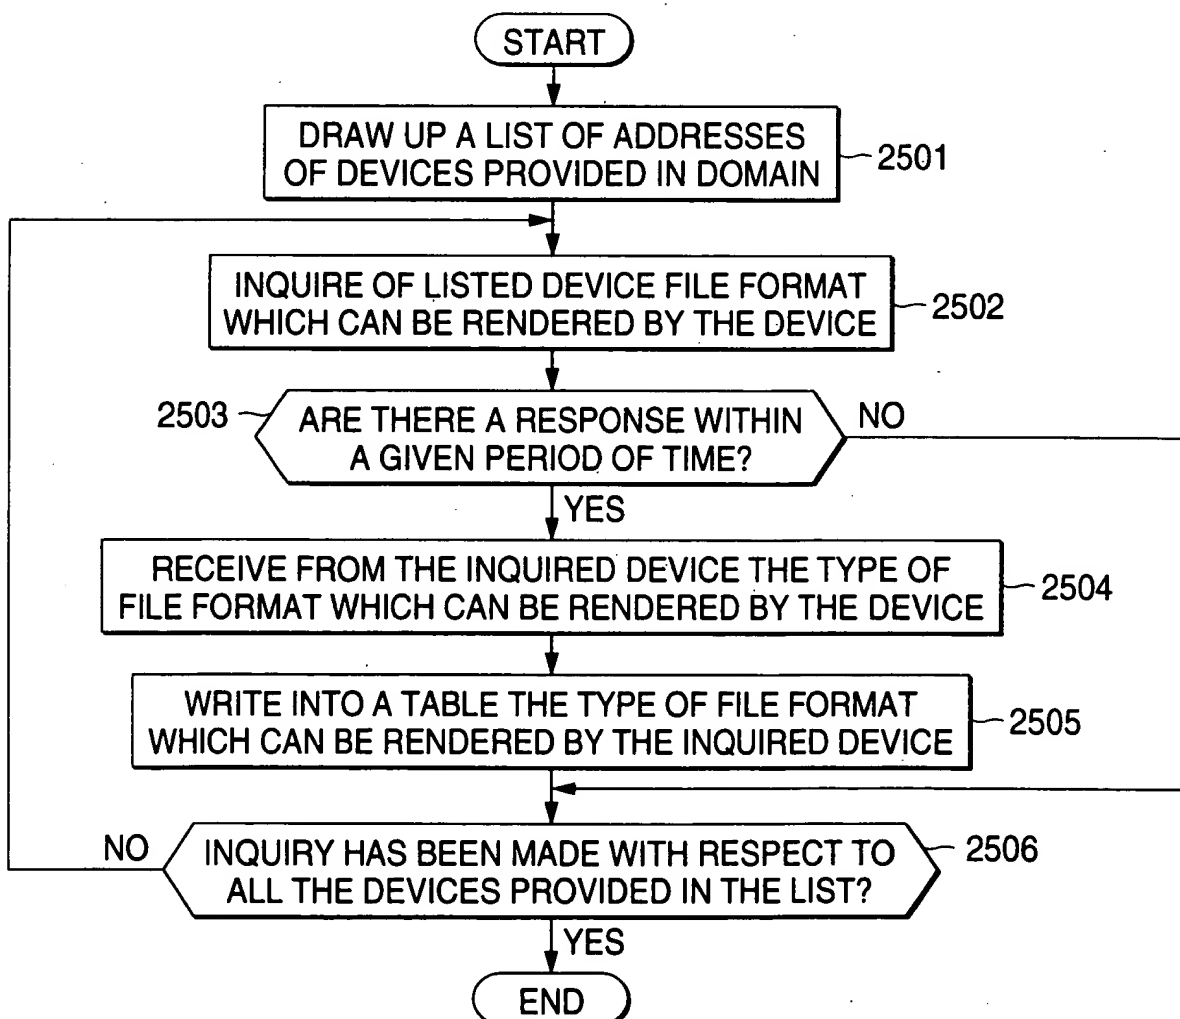 START
DRAW UP A LIST OF ADDRESSES
OF DEVICES PROVIDED IN DOMAIN
2501
INQUIRE OF LISTED DEVICE FILE FORMAT
WHICH CAN BE RENDERED BY THE DEVICE
2502
2503
ARE THERE A RESPONSE WITHIN
A GIVEN PERIOD OF TIME?
NO
YES
RECEIVE FROM THE INQUIRED DEVICE THE TYPE OF
FILE FORMAT WHICH CAN BE RENDERED BY THE DEVICE
2504
WRITE INTO A TABLE THE TYPE OF FILE FORMAT
WHICH CAN BE RENDERED BY THE INQUIRED DEVICE
2505
NO
INQUIRY HAS BEEN MADE WITH RESPECT TO
ALL THE DEVICES PROVIDED IN THE LIST?
2506
YES
END